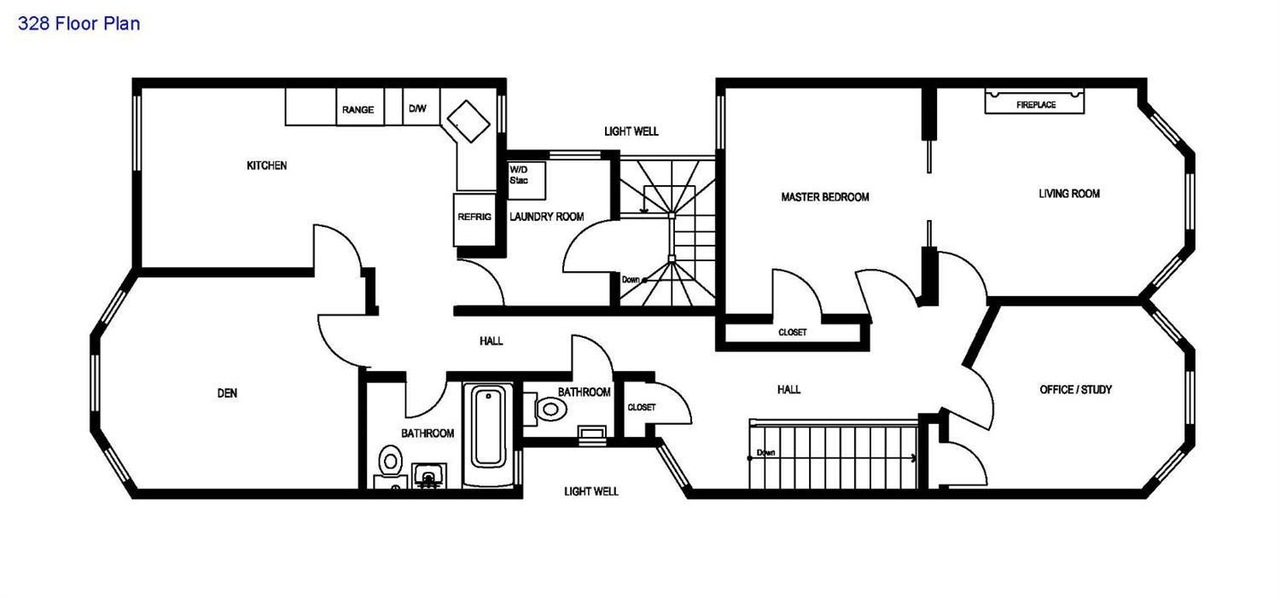 328 Floor Plan
RANGE
D/W
FIREPLACE
LIGHT WELL
KITCHEN
W/D
Stac
MASTER BEDROOM
LIVING ROOM
REFRIG
LAUNDRY ROOM
Down
CLOSET
HALL
DEN
BATHROOM
CLOSET
HALL
OFFICE / STUDY
BATHROOM
Down
LIGHT WELL